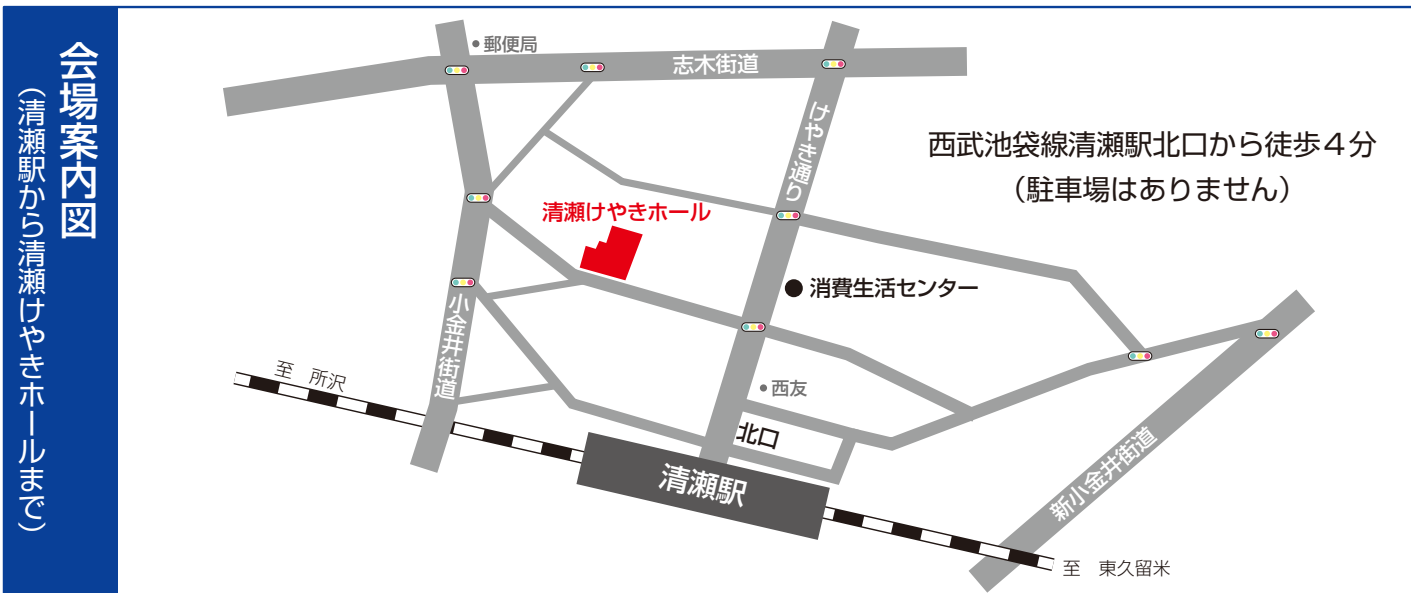 会場案内図
（清瀬駅から清瀬けやきホールまで）
郵便局
志木街道
けやき通り
西武池袋線清瀬駅北口から徒歩４分
（駐車場はありません）
清瀬けやきホール
消費生活センター
小金井街道
至　所沢
西友
北口
清瀬駅
新小金井街道
至　東久留米